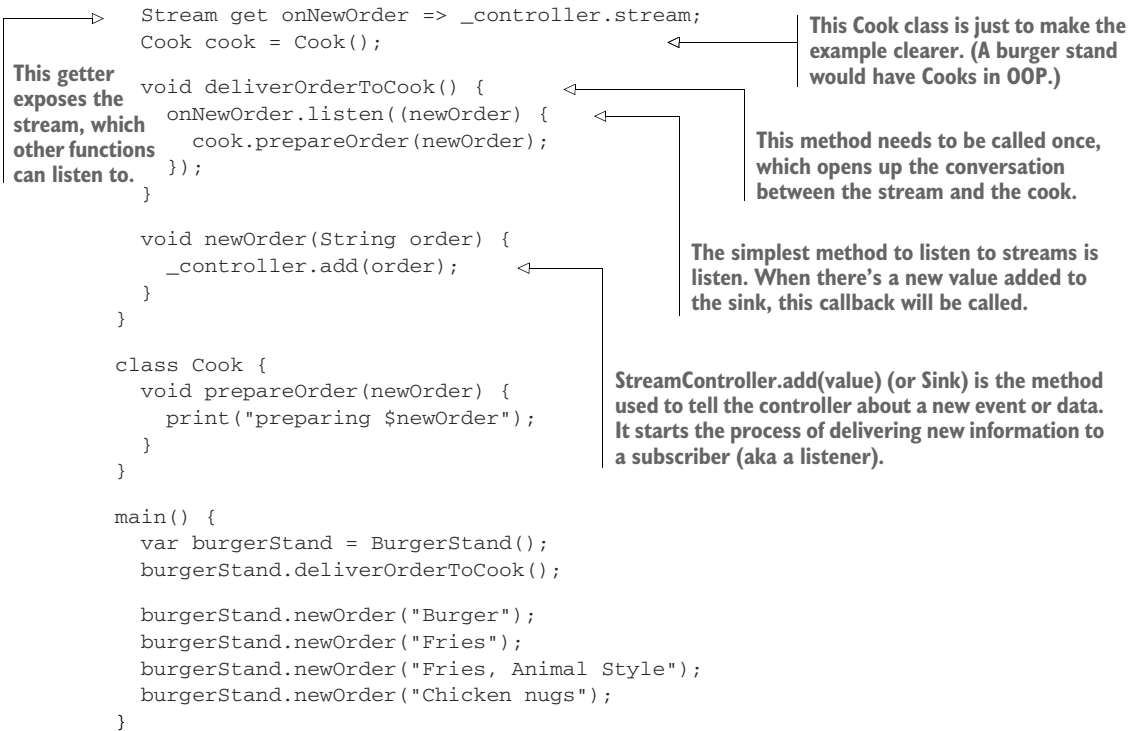 Stream get onNewOrder => _controller.stream;
Cook cook = Cook();
This Cook class is just to make the
example clearer. (A burger stand
would have Cooks in OOP.)
This getter
exposes the
stream, which
other functions
can listen to.
void deliverOrderToCook() {
onNewOrder.listen((newOrder) {
cook.prepareOrder(newOrder);
});
}
This method needs to be called once,
which opens up the conversation
between the stream and the cook.
void newOrder(String order) {
_controller.add(order);
}
}
The simplest method to listen to streams is
listen. When there's a new value added to
the sink, this callback will be called.
class Cook {
void prepareOrder(newOrder) {
print("preparing $newOrder");
}
}
StreamController.add(value) (or Sink) is the method
used to tell the controller about a new event or data.
It starts the process of delivering new information to
a subscriber (aka a listener).
main() {
var burgerStand = BurgerStand();
burgerStand.deliverOrderToCook();
burgerStand.newOrder("Burger");
burgerStand.newOrder("Fries");
burgerStand.newOrder("Fries, Animal Style");
burgerStand.newOrder("Chicken nugs");
}